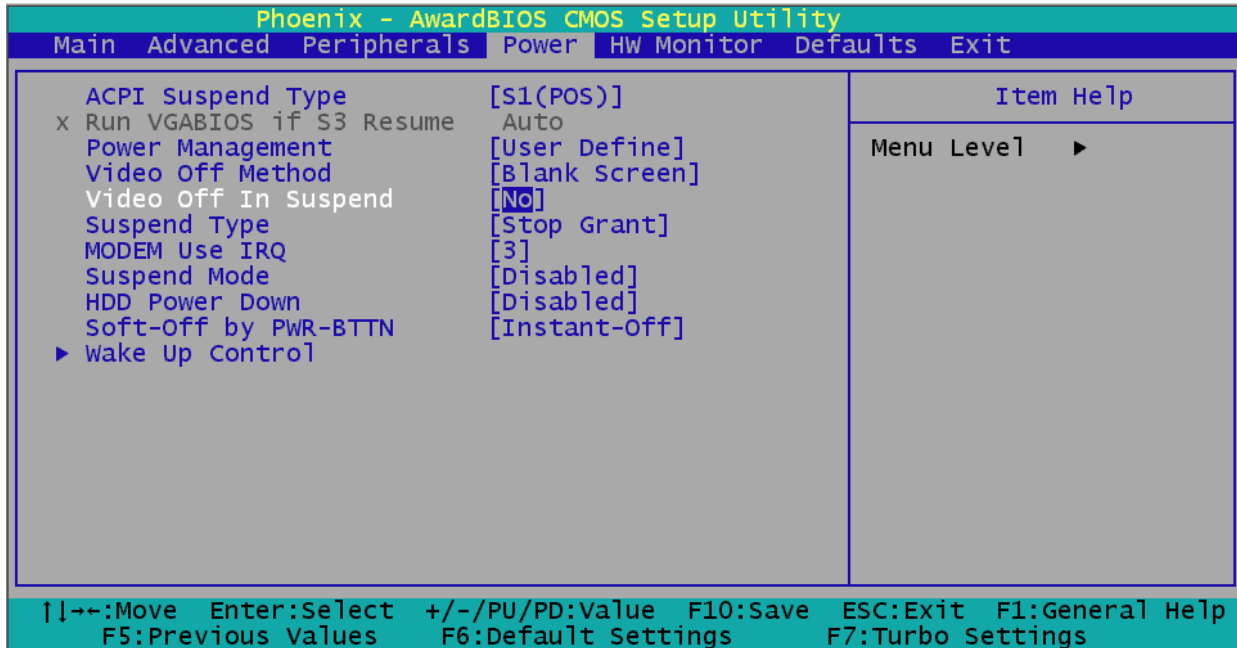 Phoenix - AwardBIOS CMOS Setup Utility
Main Advanced Peripherals Power HW Monitor Defaults Exit
ACPI Suspend Type [S1(POS)]
x Run VGABIOS if S3 Resume Auto
Power Management [User Define]
Video Off Method [Blank Screen]
Video Off In Suspend [No]
Suspend Type [Stop Grant]
MODEM Use IRQ [3]
Suspend Mode [Disabled]
HDD Power Down [Disabled]
Soft-Off by PWR-BTTN [Instant-Off]
▶ Wake Up Control
Item Help
Menu Level ▶
↑↓→←:Move Enter:Select +/-/PU/PD:Value F10:Save ESC:Exit F1:General Help
F5:Previous Values F6:Default Settings F7:Turbo Settings